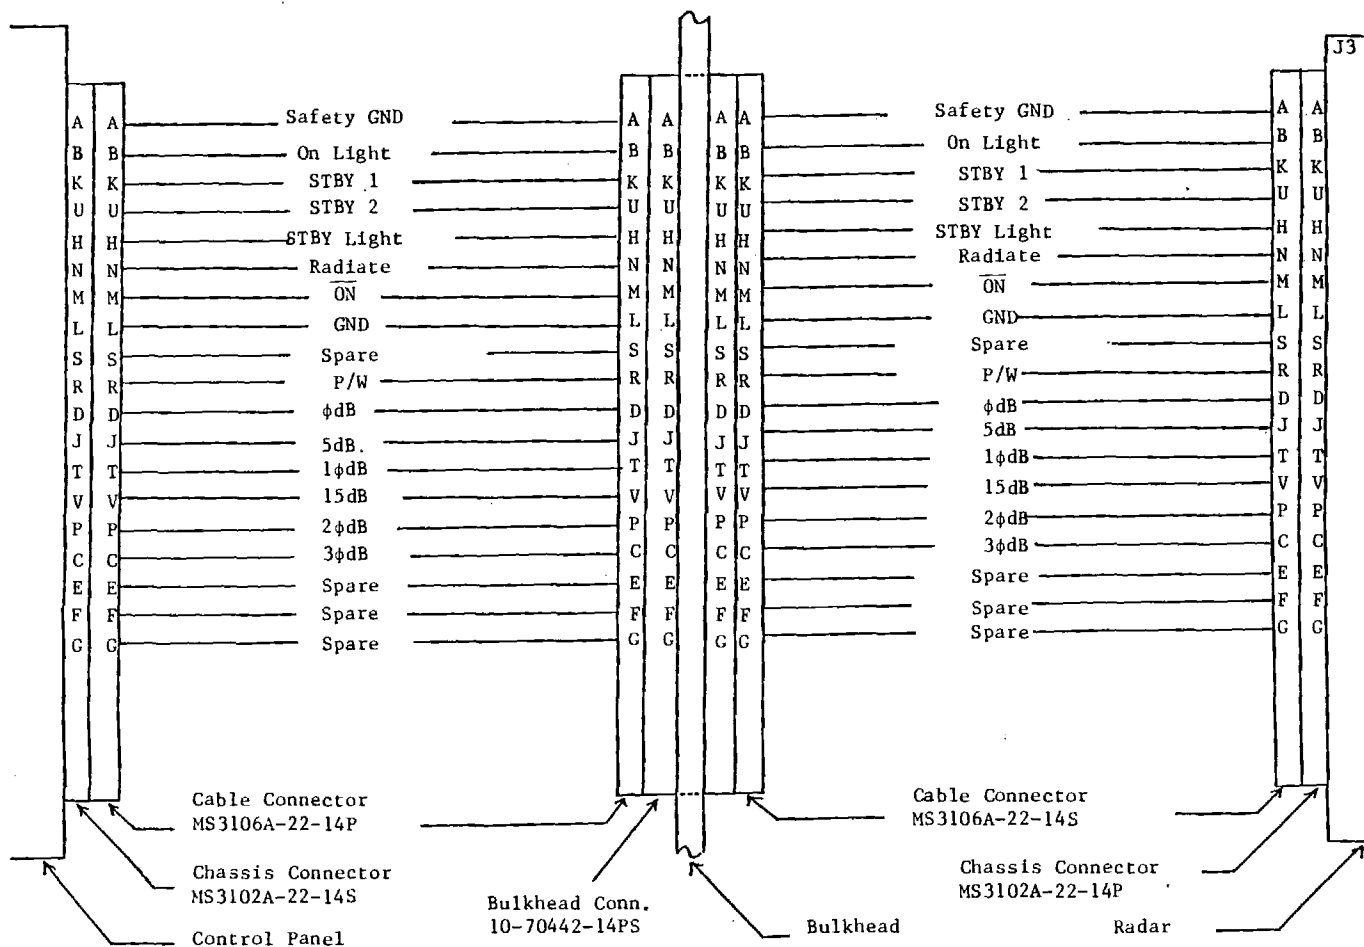 J3
A A Safety GND A A A A Safety GND A A
B B On Light B B B B On Light B B
K K STBY 1 K K K K STBY 1 K K
U U STBY 2 U U U U STBY 2 U U
H H STBY Light H H H H STBY Light H H
N N Radiate N N N N Radiate N N
M M O̅N̅ M M M M O̅N̅ M M
L L GND L L L L GND L L
S S Spare S S S S Spare S S
R R P/W R R R R P/W R R
D D ϕdB D D D D ϕdB D D
J J 5dB. J J J J 5dB J J
T T 1ϕdB T T T T 1ϕdB T T
V V 15dB V V V V 15dB V V
P P 2ϕdB P P P P 2ϕdB P P
C C 3ϕdB C C C C 3ϕdB C C
E E Spare E E E E Spare E E
F F Spare F F F F Spare F F
G G Spare G G G G Spare G G
Cable Connector
MS3106A-22-14P
Cable Connector
MS3106A-22-14S
Chassis Connector
MS3102A-22-14S
Bulkhead Conn.
10-70442-14PS
Chassis Connector
MS3102A-22-14P
Control Panel
Bulkhead
Radar